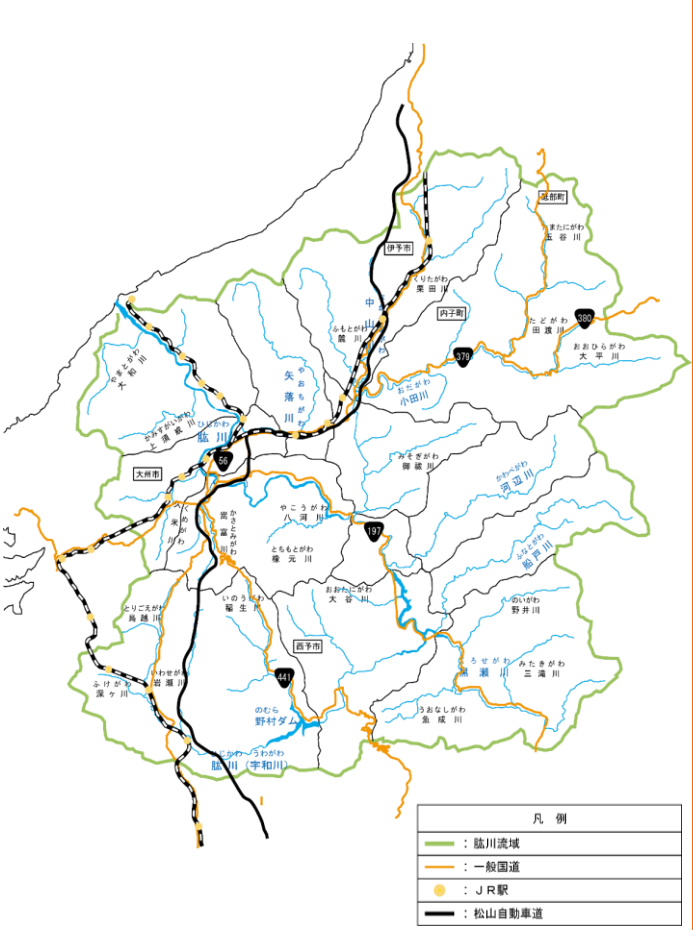 砥部町
またにがわ
玉谷川
伊予市
くりたがわ
栗田川
中山
内子町
ふもとがわ
麓川
たどがわ
田渡川
380
おおひらがわ
大平川
379
おだがわ
小田川
やまとがわ
大和川
やおちがわ
矢落川
かみすがいがわ
上須戒川
ひじかわ
肱川
56
みそぎがわ
御祓川
大州市
かわべがわ
河辺川
くめがわ
久米川
かさとみがわ
嵩富川
やこうがわ
八河川
197
ふなとがわ
船戸川
とちもとがわ
橡元川
おおたにがわ
大谷川
いのうがわ
稲生川
のいがわ
野井川
とりごえがわ
鳥越川
西予市
ろせがわ
黒瀬川
みたきがわ
三滝川
いわせがわ
岩瀬川
ふけがわ
深ヶ川
441
のむら
野村ダム
うおなしがわ
魚成川
ひじかわ うわがわ
肱川(宇和川)
凡 例
:肱川流域
:一般国道
:JR駅
:松山自動車道